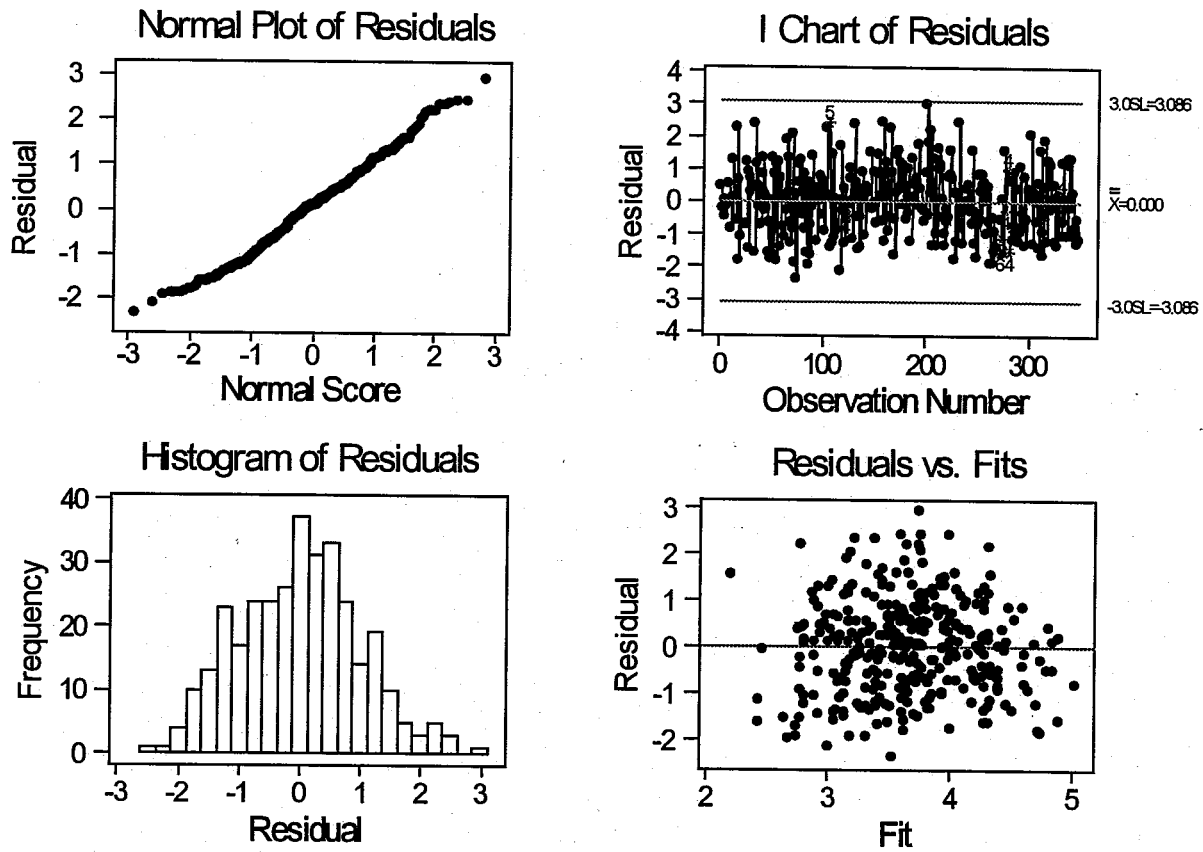 Normal Plot of Residuals
3
2
1
0
-1
-2
Residual
-3 -2 -1 0 1 2 3
Normal Score
I Chart of Residuals
4
3
2
1
0
-1
-2
-3
-4
Residual
5
4
64
3.0SL=3.086
X=0.000
-3.0SL=-3.086
0 100 200 300
Observation Number
Histogram of Residuals
40
30
20
10
0
Frequency
-3 -2 -1 0 1 2 3
Residual
Residuals vs. Fits
3
2
1
0
-1
-2
Residual
2 3 4 5
Fit